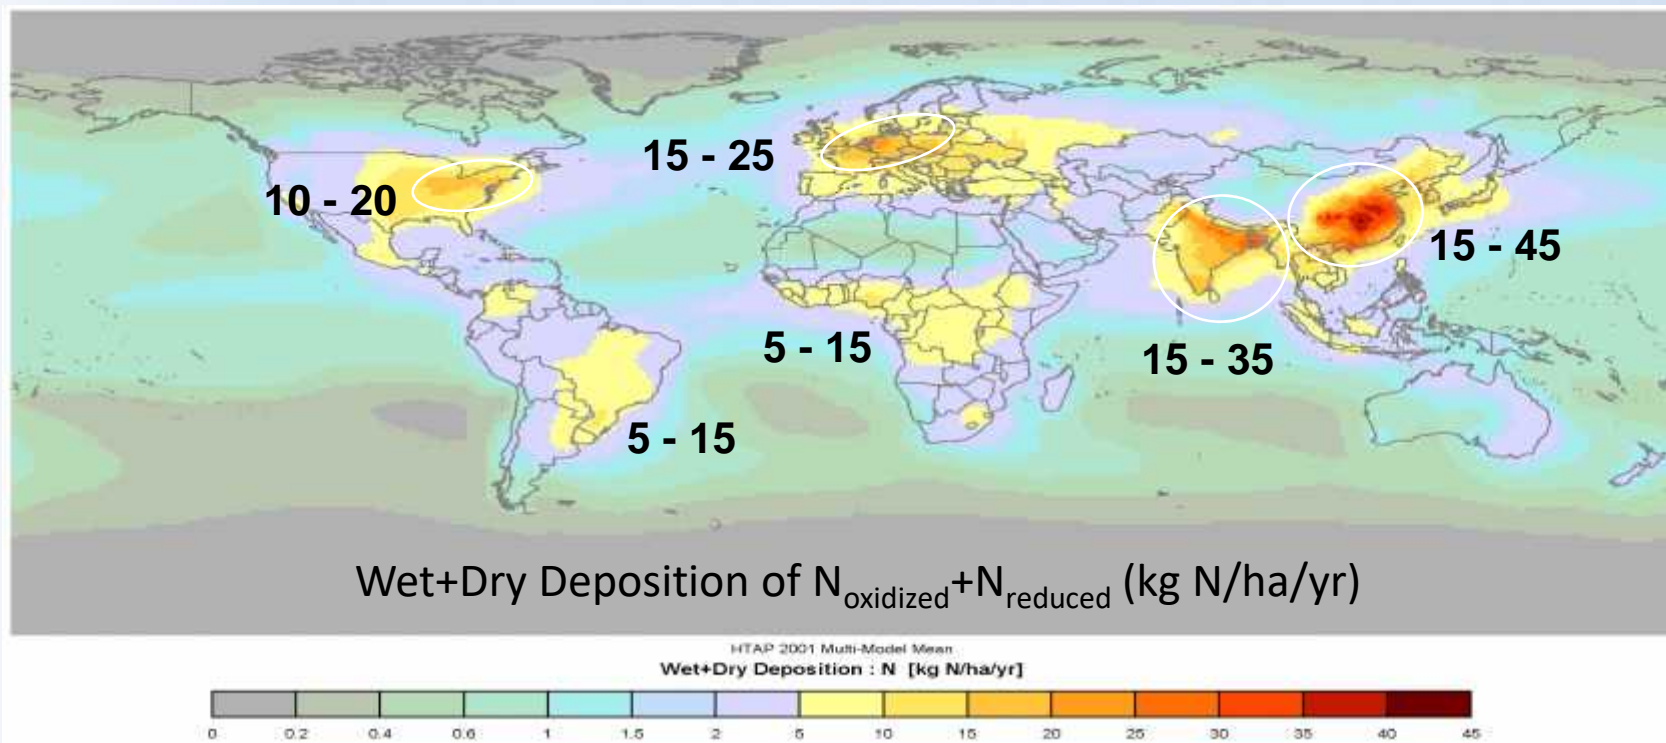 15 - 25
10 - 20
15 - 45
5 - 15
15 - 35
5 - 15
Wet+Dry Deposition of Noxidized+Nreduced (kg N/ha/yr)
HTAP 2001 Multi-Model Mean
Wet+Dry Deposition : N [kg N/ha/yr]
0 0.2 0.4 0.6 1 1.5 2 5 10 15 20 25 30 35 40 45